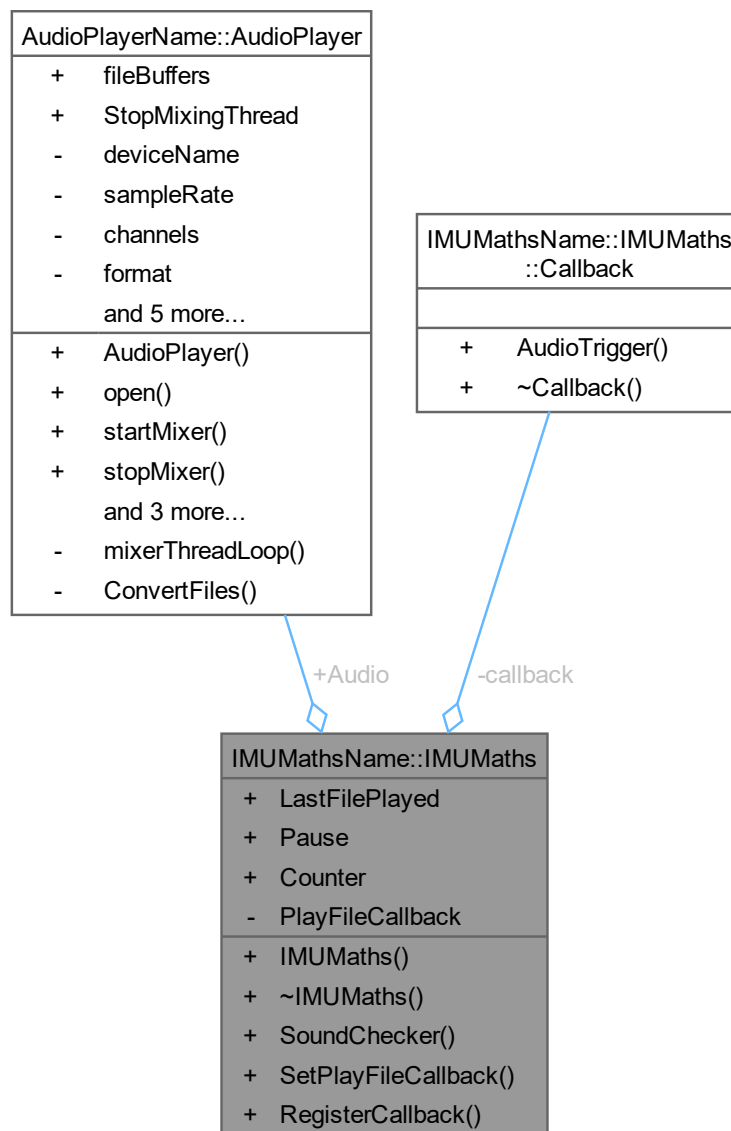 AudioPlayerName::AudioPlayer
+ fileBuffers
+ StopMixingThread
- deviceName
- sampleRate
- channels
- format
and 5 more...
+ AudioPlayer()
+ open()
+ startMixer()
+ stopMixer()
and 3 more...
- mixerThreadLoop()
- ConvertFiles()
IMUMathsName::IMUMaths
::Callback
+ AudioTrigger()
+ ~Callback()
+Audio
-callback
IMUMathsName::IMUMaths
+ LastFilePlayed
+ Pause
+ Counter
- PlayFileCallback
+ IMUMaths()
+ ~IMUMaths()
+ SoundChecker()
+ SetPlayFileCallback()
+ RegisterCallback()